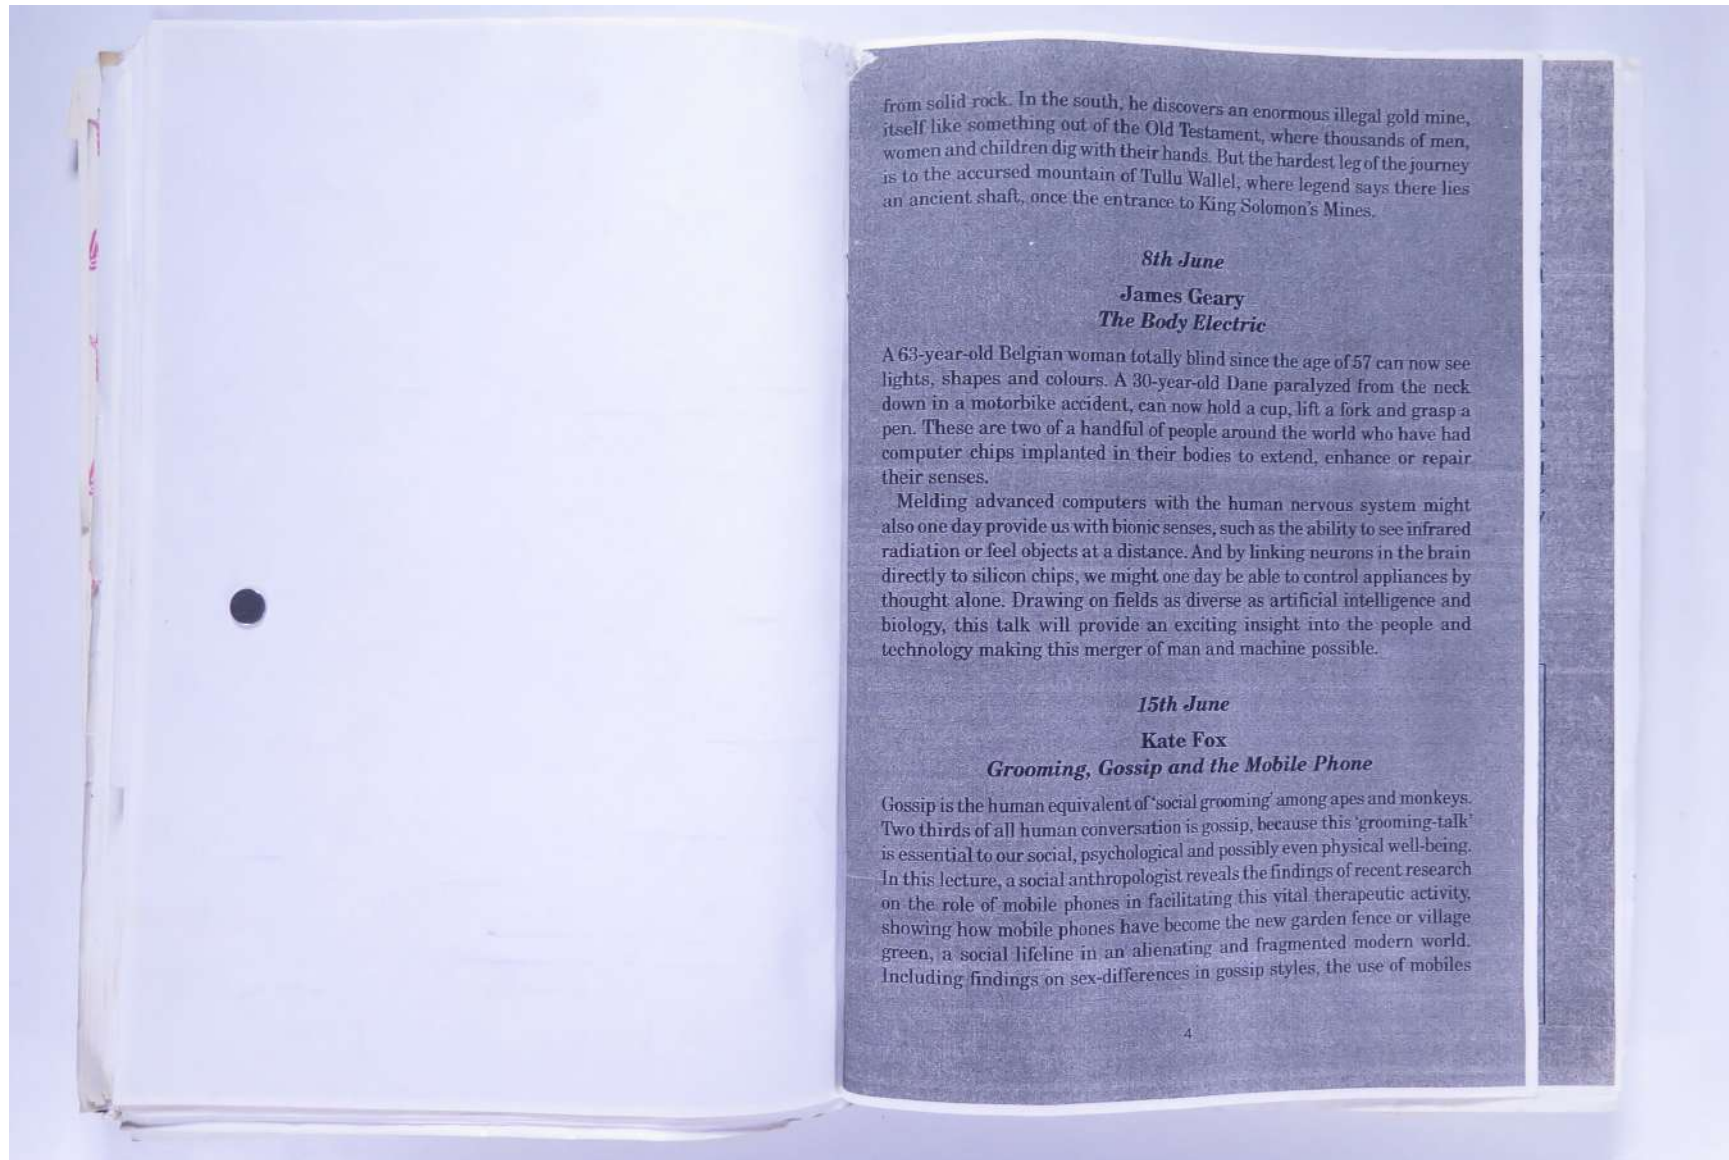 from solid rock. In the south, he discovers an enormous illegal gold mine,
itself like something out of the Old Testament, where thousands of men,
women and children dig with their hands. But the hardest leg of the journey
is to the accursed mountain of Tullu Wallel, where legend says there lies
an ancient shaft, once the entrance to King Solomon's Mines.
8th June
James Geary
The Body Electric
A 63-year-old Belgian woman totally blind since the age of 57 can now see
lights, shapes and colours. A 30-year-old Dane paralyzed from the neck
down in a motorbike accident, can now hold a cup, lift a fork and grasp a
pen. These are two of a handful of people around the world who have had
computer chips implanted in their bodies to extend, enhance or repair
their senses.
Melding advanced computers with the human nervous system might
also one day provide us with bionic senses, such as the ability to see infrared
radiation or feel objects at a distance. And by linking neurons in the brain
directly to silicon chips, we might one day be able to control appliances by
thought alone. Drawing on fields as diverse as artificial intelligence and
biology, this talk will provide an exciting insight into the people and
technology making this merger of man and machine possible.
15th June
Kate Fox
Grooming, Gossip and the Mobile Phone
Gossip is the human equivalent of 'social grooming' among apes and monkeys.
Two thirds of all human conversation is gossip, because this 'grooming-talk'
is essential to our social, psychological and possibly even physical well-being.
In this lecture, a social anthropologist reveals the findings of recent research
on the role of mobile phones in facilitating this vital therapeutic activity,
showing how mobile phones have become the new garden fence or village
green, a social lifeline in an alienating and fragmented modern world.
Including findings on sex-differences in gossip styles, the use of mobiles
4